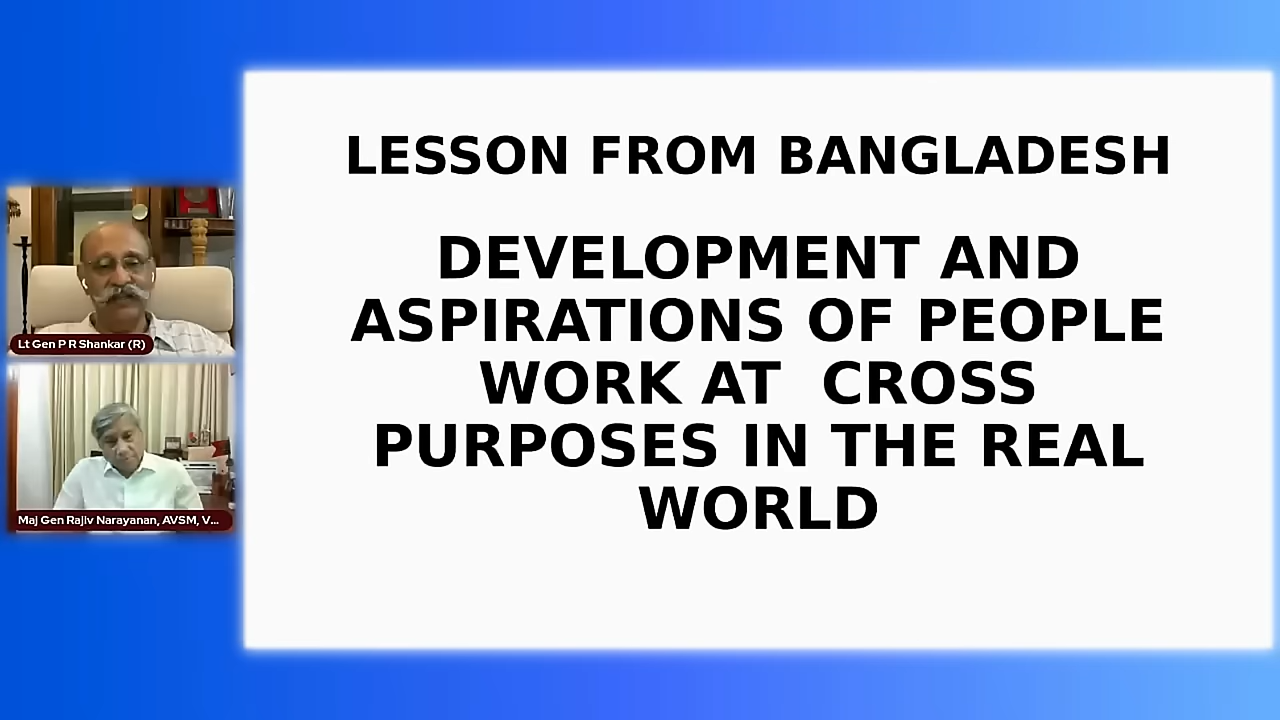 LESSON FROM BANGLADESH
DEVELOPMENT AND
ASPIRATIONS OF PEOPLE
WORK AT  CROSS
PURPOSES IN THE REAL
WORLD
Lt Gen P R Shankar (R)
Maj Gen Rajiv Narayanan, AVSM, V...